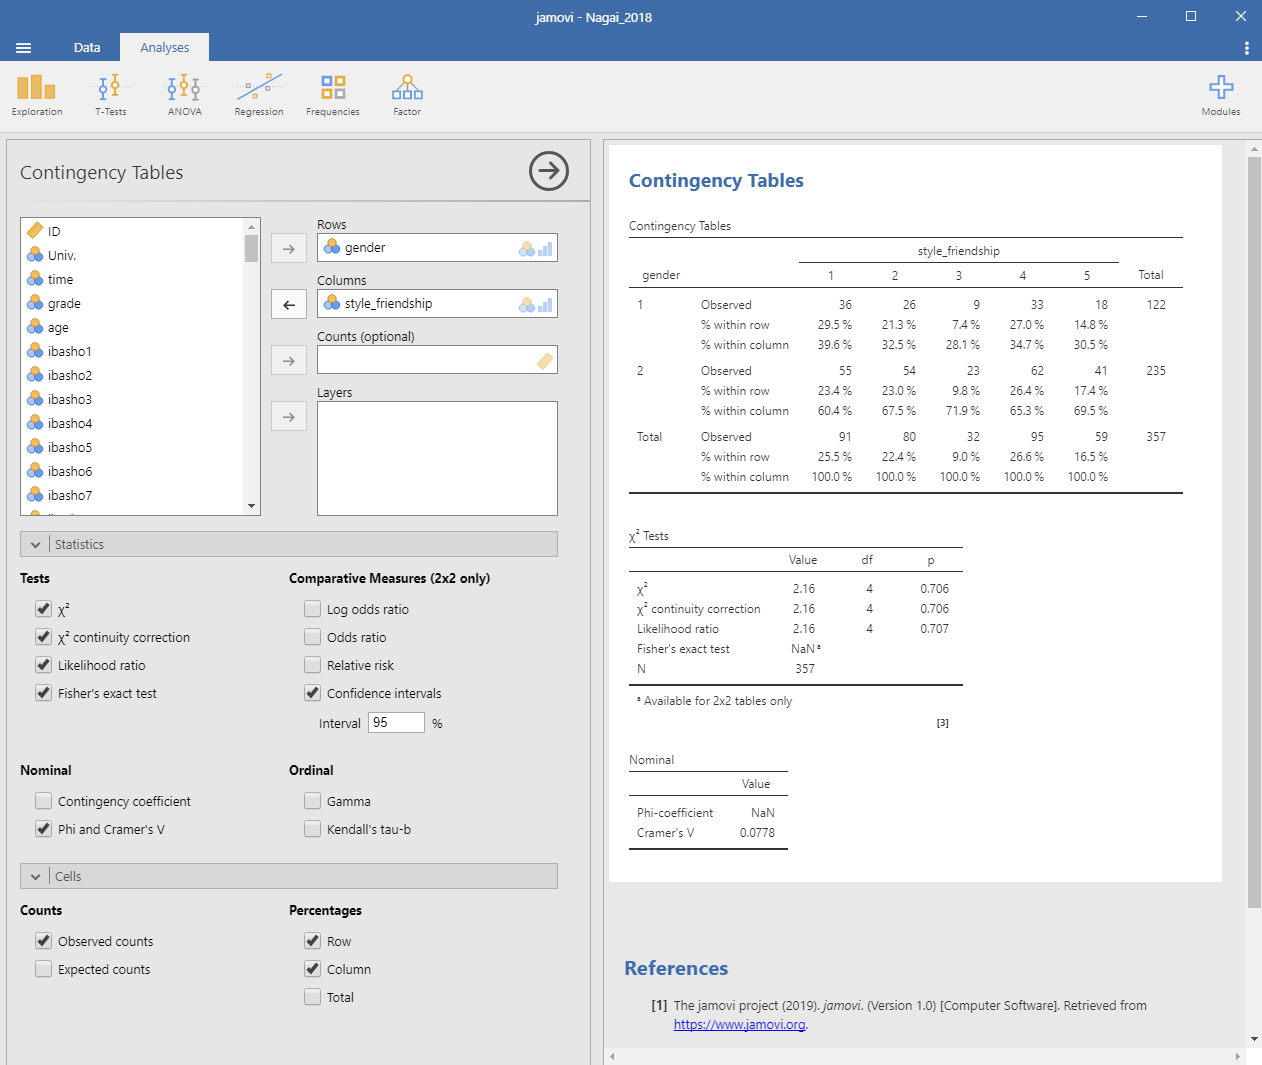 jamovi - Nagai_2018
Data Analyses
Exploration T-Tests ANOVA Regression Frequencies Factor Modules
Contingency Tables
ID
Univ.
time
grade
age
ibasho1
ibasho2
ibasho3
ibasho4
ibasho5
ibasho6
ibasho7
Rows
gender
Columns
style_friendship
Counts (optional)
Layers
Statistics
Tests
χ²
χ² continuity correction
Likelihood ratio
Fisher's exact test
Comparative Measures (2x2 only)
Log odds ratio
Odds ratio
Relative risk
Confidence intervals
Interval 95 %
Nominal
Contingency coefficient
Phi and Cramer's V
Ordinal
Gamma
Kendall's tau-b
Cells
Counts
Observed counts
Expected counts
Percentages
Row
Column
Total
Contingency Tables
Contingency Tables
style_friendship
gender 1 2 3 4 5 Total
1 Observed 36 26 9 33 18 122
% within row 29.5 % 21.3 % 7.4 % 27.0 % 14.8 %
% within column 39.6 % 32.5 % 28.1 % 34.7 % 30.5 %
2 Observed 55 54 23 62 41 235
% within row 23.4 % 23.0 % 9.8 % 26.4 % 17.4 %
% within column 60.4 % 67.5 % 71.9 % 65.3 % 69.5 %
Total Observed 91 80 32 95 59 357
% within row 25.5 % 22.4 % 9.0 % 26.6 % 16.5 %
% within column 100.0 % 100.0 % 100.0 % 100.0 % 100.0 %
χ² Tests
Value df p
χ² 2.16 4 0.706
χ² continuity correction 2.16 4 0.706
Likelihood ratio 2.16 4 0.707
Fisher's exact test NaN ᵃ
N 357
ᵃ Available for 2x2 tables only
[3]
Nominal
Value
Phi-coefficient NaN
Cramer's V 0.0778
References
[1] The jamovi project (2019). jamovi. (Version 1.0) [Computer Software]. Retrieved from
https://www.jamovi.org.